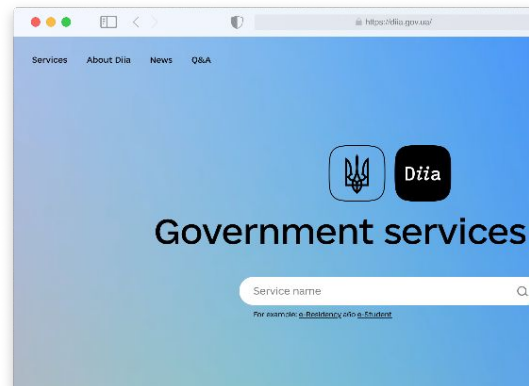 https://diia.gov.ua/
Services About Diia News Q&A
Diia
Government services
Service name
For example: e-Residency або e-Student